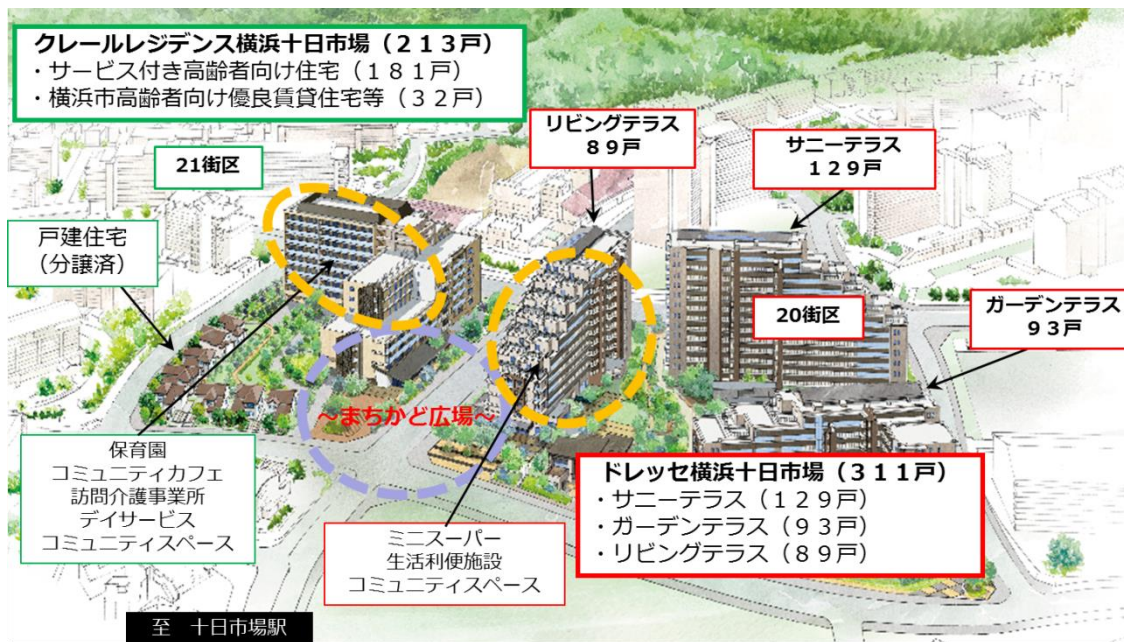 クレールレジデンス横浜十日市場（２１３戸）
・サービス付き高齢者向け住宅（１８１戸）
・横浜市高齢者向け優良賃貸住宅等（３２戸）
リビングテラス
８９戸
サニーテラス
１２９戸
21街区
戸建住宅
（分譲済）
20街区
ガーデンテラス
９３戸
～まちかど広場～
保育園
コミュニティカフェ
訪問介護事業所
デイサービス
コミュニティスペース
ミニスーパー
生活利便施設
コミュニティスペース
ドレッセ横浜十日市場（３１１戸）
・サニーテラス（１２９戸）
・ガーデンテラス（９３戸）
・リビングテラス（８９戸）
至　十日市場駅